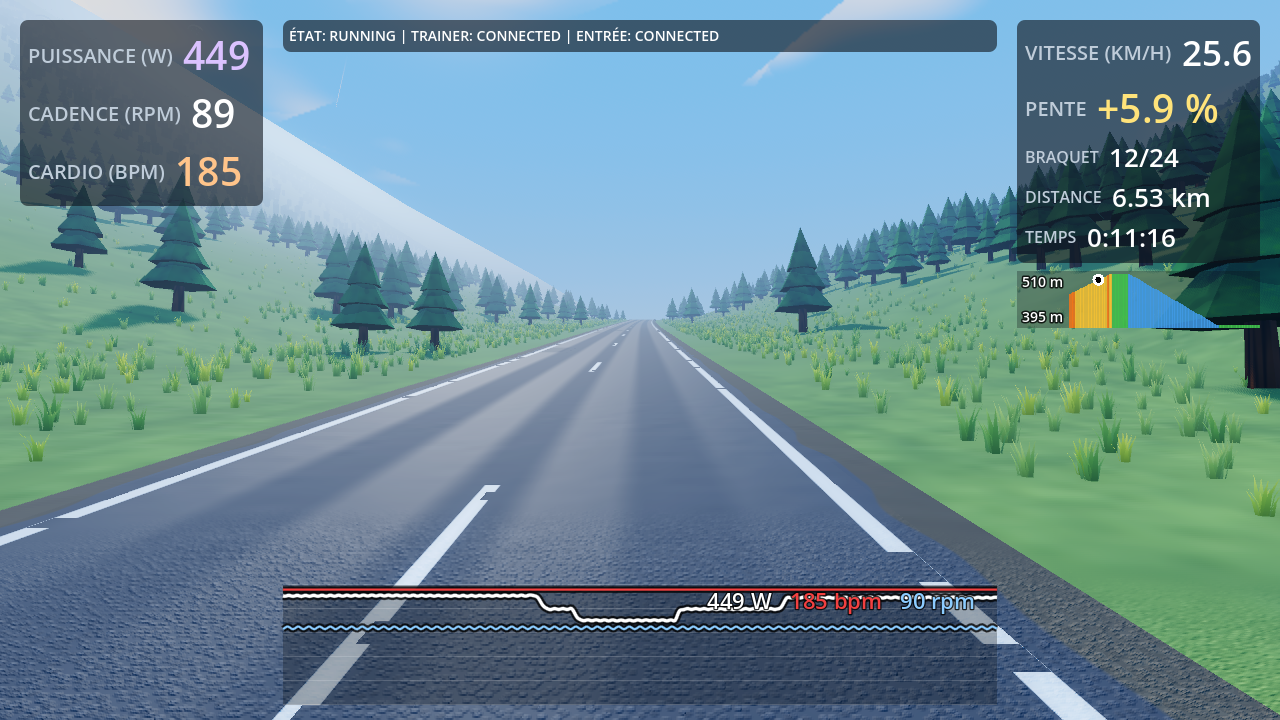 PUISSANCE (W) 449
CADENCE (RPM) 89
CARDIO (BPM) 185
ÉTAT: RUNNING | TRAINER: CONNECTED | ENTRÉE: CONNECTED
VITESSE (KM/H) 25.6
PENTE +5.9 %
BRAQUET 12/24
DISTANCE 6.53 km
TEMPS 0:11:16
510 m
395 m
449 W 185 bpm 90 rpm